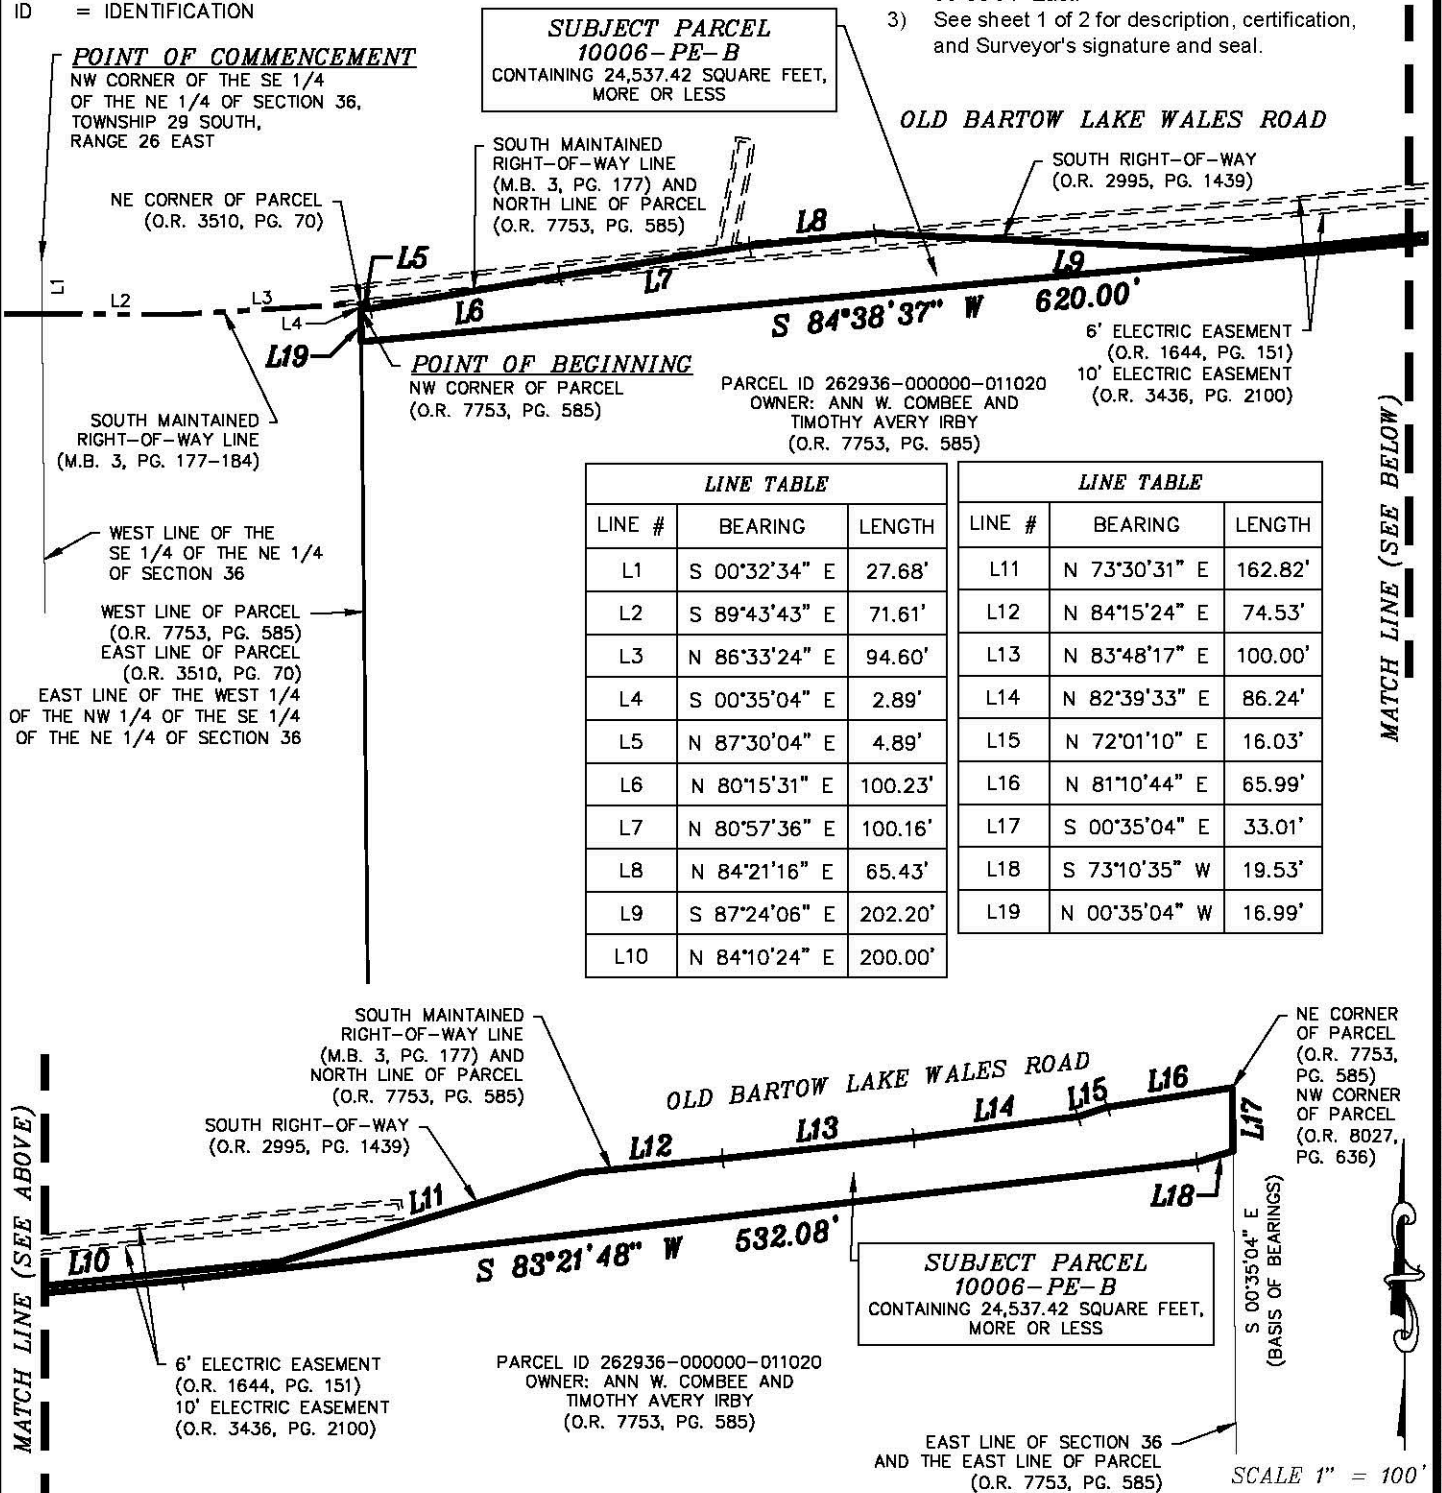 ID = IDENTIFICATION
POINT OF COMMENCEMENT
NW CORNER OF THE SE 1/4
OF THE NE 1/4 OF SECTION 36,
TOWNSHIP 29 SOUTH,
RANGE 26 EAST
SUBJECT PARCEL
10006-PE-B
CONTAINING 24,537.42 SQUARE FEET,
MORE OR LESS
3) See sheet 1 of 2 for description, certification,
and Surveyor's signature and seal.
OLD BARTOW LAKE WALES ROAD
SOUTH MAINTAINED
RIGHT-OF-WAY LINE
(M.B. 3, PG. 177) AND
NORTH LINE OF PARCEL
(O.R. 7753, PG. 585)
SOUTH RIGHT-OF-WAY
(O.R. 2995, PG. 1439)
NE CORNER OF PARCEL
(O.R. 3510, PG. 70)
L1
L2
L3
L4
L5
L6
L7
L8
L9
L19
S 84°38'37" W 620.00'
POINT OF BEGINNING
NW CORNER OF PARCEL
(O.R. 7753, PG. 585)
6' ELECTRIC EASEMENT
(O.R. 1644, PG. 151)
10' ELECTRIC EASEMENT
(O.R. 3436, PG. 2100)
PARCEL ID 262936-000000-011020
OWNER: ANN W. COMBEE AND
TIMOTHY AVERY IRBY
(O.R. 7753, PG. 585)
SOUTH MAINTAINED
RIGHT-OF-WAY LINE
(M.B. 3, PG. 177-184)
WEST LINE OF THE
SE 1/4 OF THE NE 1/4
OF SECTION 36
WEST LINE OF PARCEL
(O.R. 7753, PG. 585)
EAST LINE OF PARCEL
(O.R. 3510, PG. 70)
EAST LINE OF THE WEST 1/4
OF THE NW 1/4 OF THE SE 1/4
OF THE NE 1/4 OF SECTION 36
MATCH LINE (SEE BELOW)
LINE TABLE
LINE # BEARING LENGTH
L1 S 00°32'34" E 27.68'
L2 S 89°43'43" E 71.61'
L3 N 86°33'24" E 94.60'
L4 S 00°35'04" E 2.89'
L5 N 87°30'04" E 4.89'
L6 N 80°15'31" E 100.23'
L7 N 80°57'36" E 100.16'
L8 N 84°21'16" E 65.43'
L9 S 87°24'06" E 202.20'
L10 N 84°10'24" E 200.00'
LINE TABLE
LINE # BEARING LENGTH
L11 N 73°30'31" E 162.82'
L12 N 84°15'24" E 74.53'
L13 N 83°48'17" E 100.00'
L14 N 82°39'33" E 86.24'
L15 N 72°01'10" E 16.03'
L16 N 81°10'44" E 65.99'
L17 S 00°35'04" E 33.01'
L18 S 73°10'35" W 19.53'
L19 N 00°35'04" W 16.99'
SOUTH MAINTAINED
RIGHT-OF-WAY LINE
(M.B. 3, PG. 177) AND
NORTH LINE OF PARCEL
(O.R. 7753, PG. 585)
SOUTH RIGHT-OF-WAY
(O.R. 2995, PG. 1439)
OLD BARTOW LAKE WALES ROAD
NE CORNER
OF PARCEL
(O.R. 7753,
PG. 585)
NW CORNER
OF PARCEL
(O.R. 8027,
PG. 636)
L10
L11
L12
L13
L14
L15
L16
L17
L18
S 83°21'48" W 532.08'
MATCH LINE (SEE ABOVE)
SUBJECT PARCEL
10006-PE-B
CONTAINING 24,537.42 SQUARE FEET,
MORE OR LESS
S 00°35'04" E
(BASIS OF BEARINGS)
6' ELECTRIC EASEMENT
(O.R. 1644, PG. 151)
10' ELECTRIC EASEMENT
(O.R. 3436, PG. 2100)
PARCEL ID 262936-000000-011020
OWNER: ANN W. COMBEE AND
TIMOTHY AVERY IRBY
(O.R. 7753, PG. 585)
EAST LINE OF SECTION 36
AND THE EAST LINE OF PARCEL
(O.R. 7753, PG. 585)
SCALE 1" = 100'